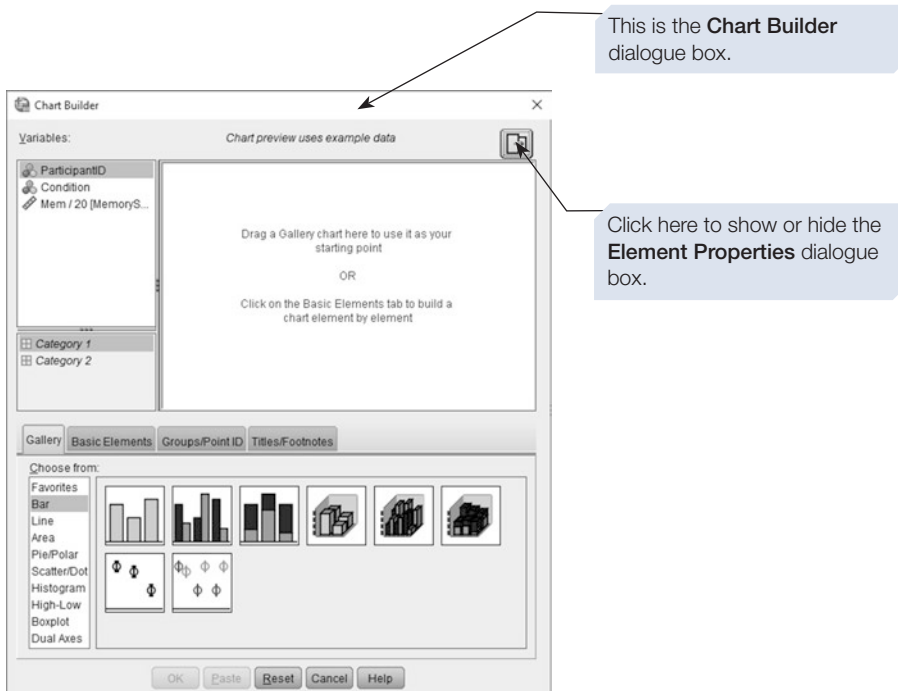 This is the Chart Builder
dialogue box.
Chart Builder
Variables:
Chart preview uses example data
ParticipantID
Condition
Mem / 20 [MemoryS...
Drag a Gallery chart here to use it as your
starting point
OR
Click on the Basic Elements tab to build a
chart element by element
Click here to show or hide the
Element Properties dialogue
box.
Category 1
Category 2
Gallery
Basic Elements
Groups/Point ID
Titles/Footnotes
Choose from:
Favorites
Bar
Line
Area
Pie/Polar
Scatter/Dot
Histogram
High-Low
Boxplot
Dual Axes
OK
Paste
Reset
Cancel
Help